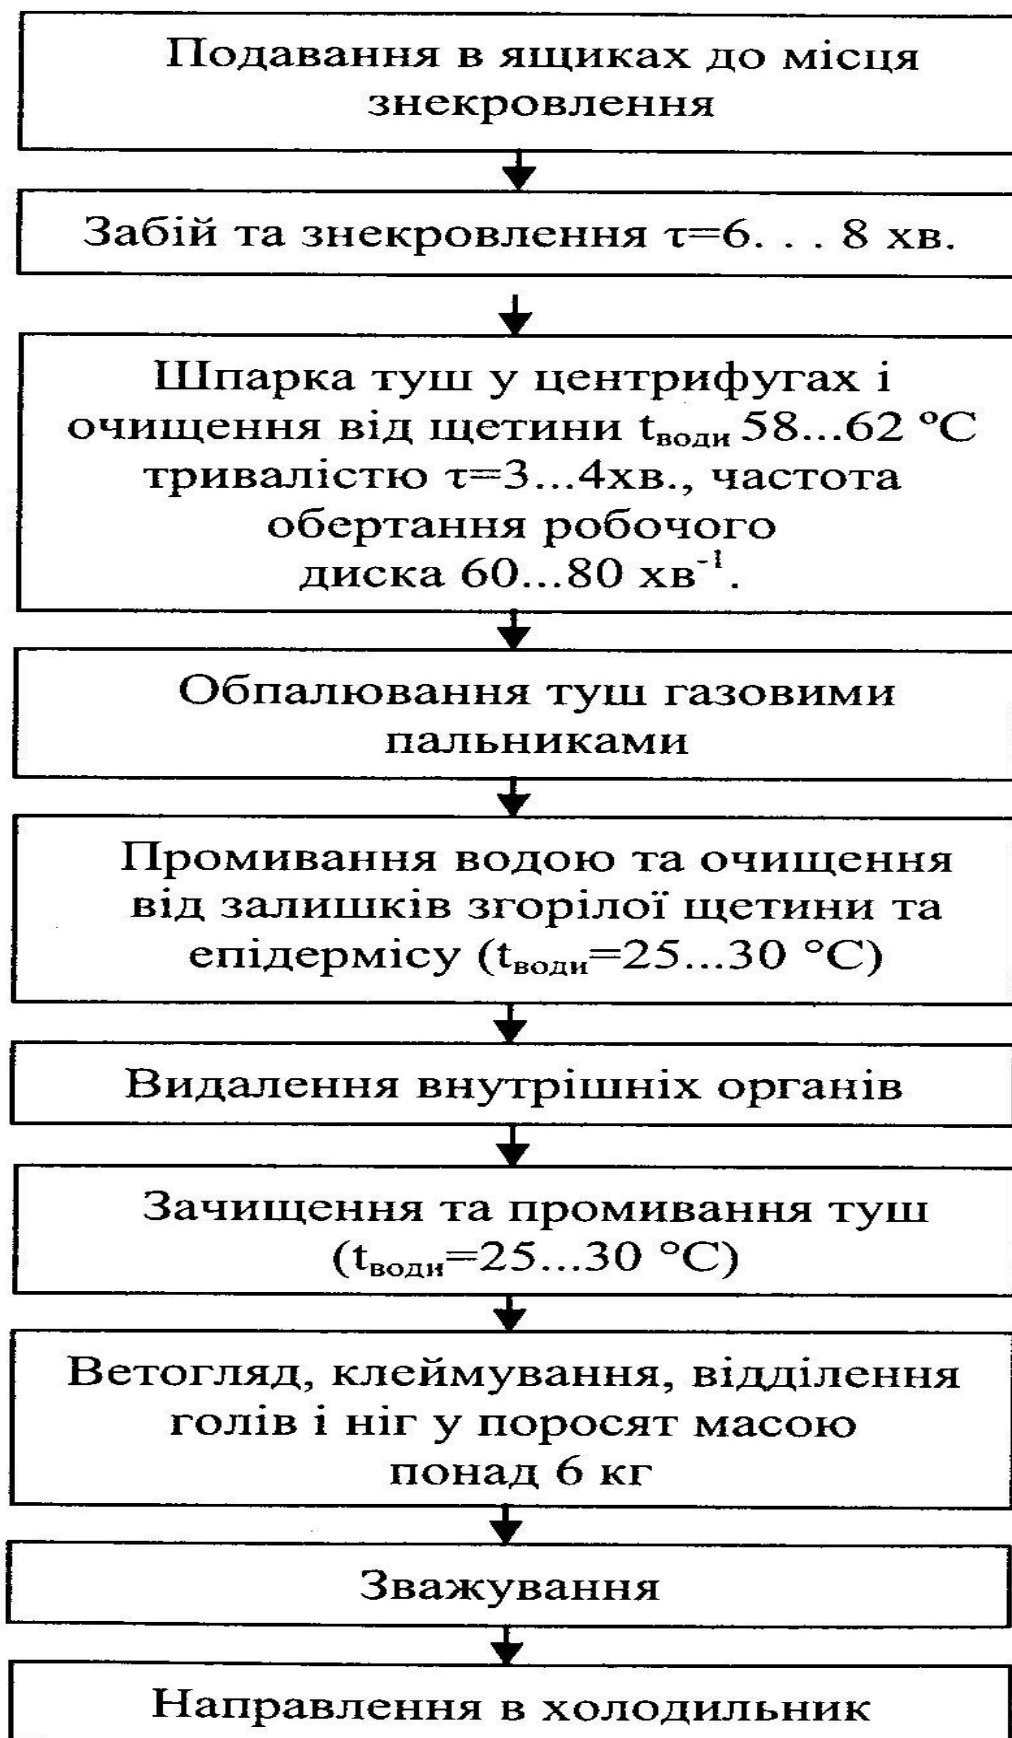 Подавання в ящиках до місця
знекровлення
Забій та знекровлення τ=6. . . 8 хв.
Шпарка туш у центрифугах і
очищення від щетини tводи 58...62 ºС
тривалістю τ=3...4хв., частота
обертання робочого
диска 60...80 хв⁻¹.
Обпалювання туш газовими
пальниками
Промивання водою та очищення
від залишків згорілої щетини та
епідермісу (tводи=25...30 °С)
Видалення внутрішніх органів
Зачищення та промивання туш
(tводи=25...30 °С)
Ветогляд, клеймування, відділення
голів і ніг у поросят масою
понад 6 кг
Зважування
Направлення в холодильник